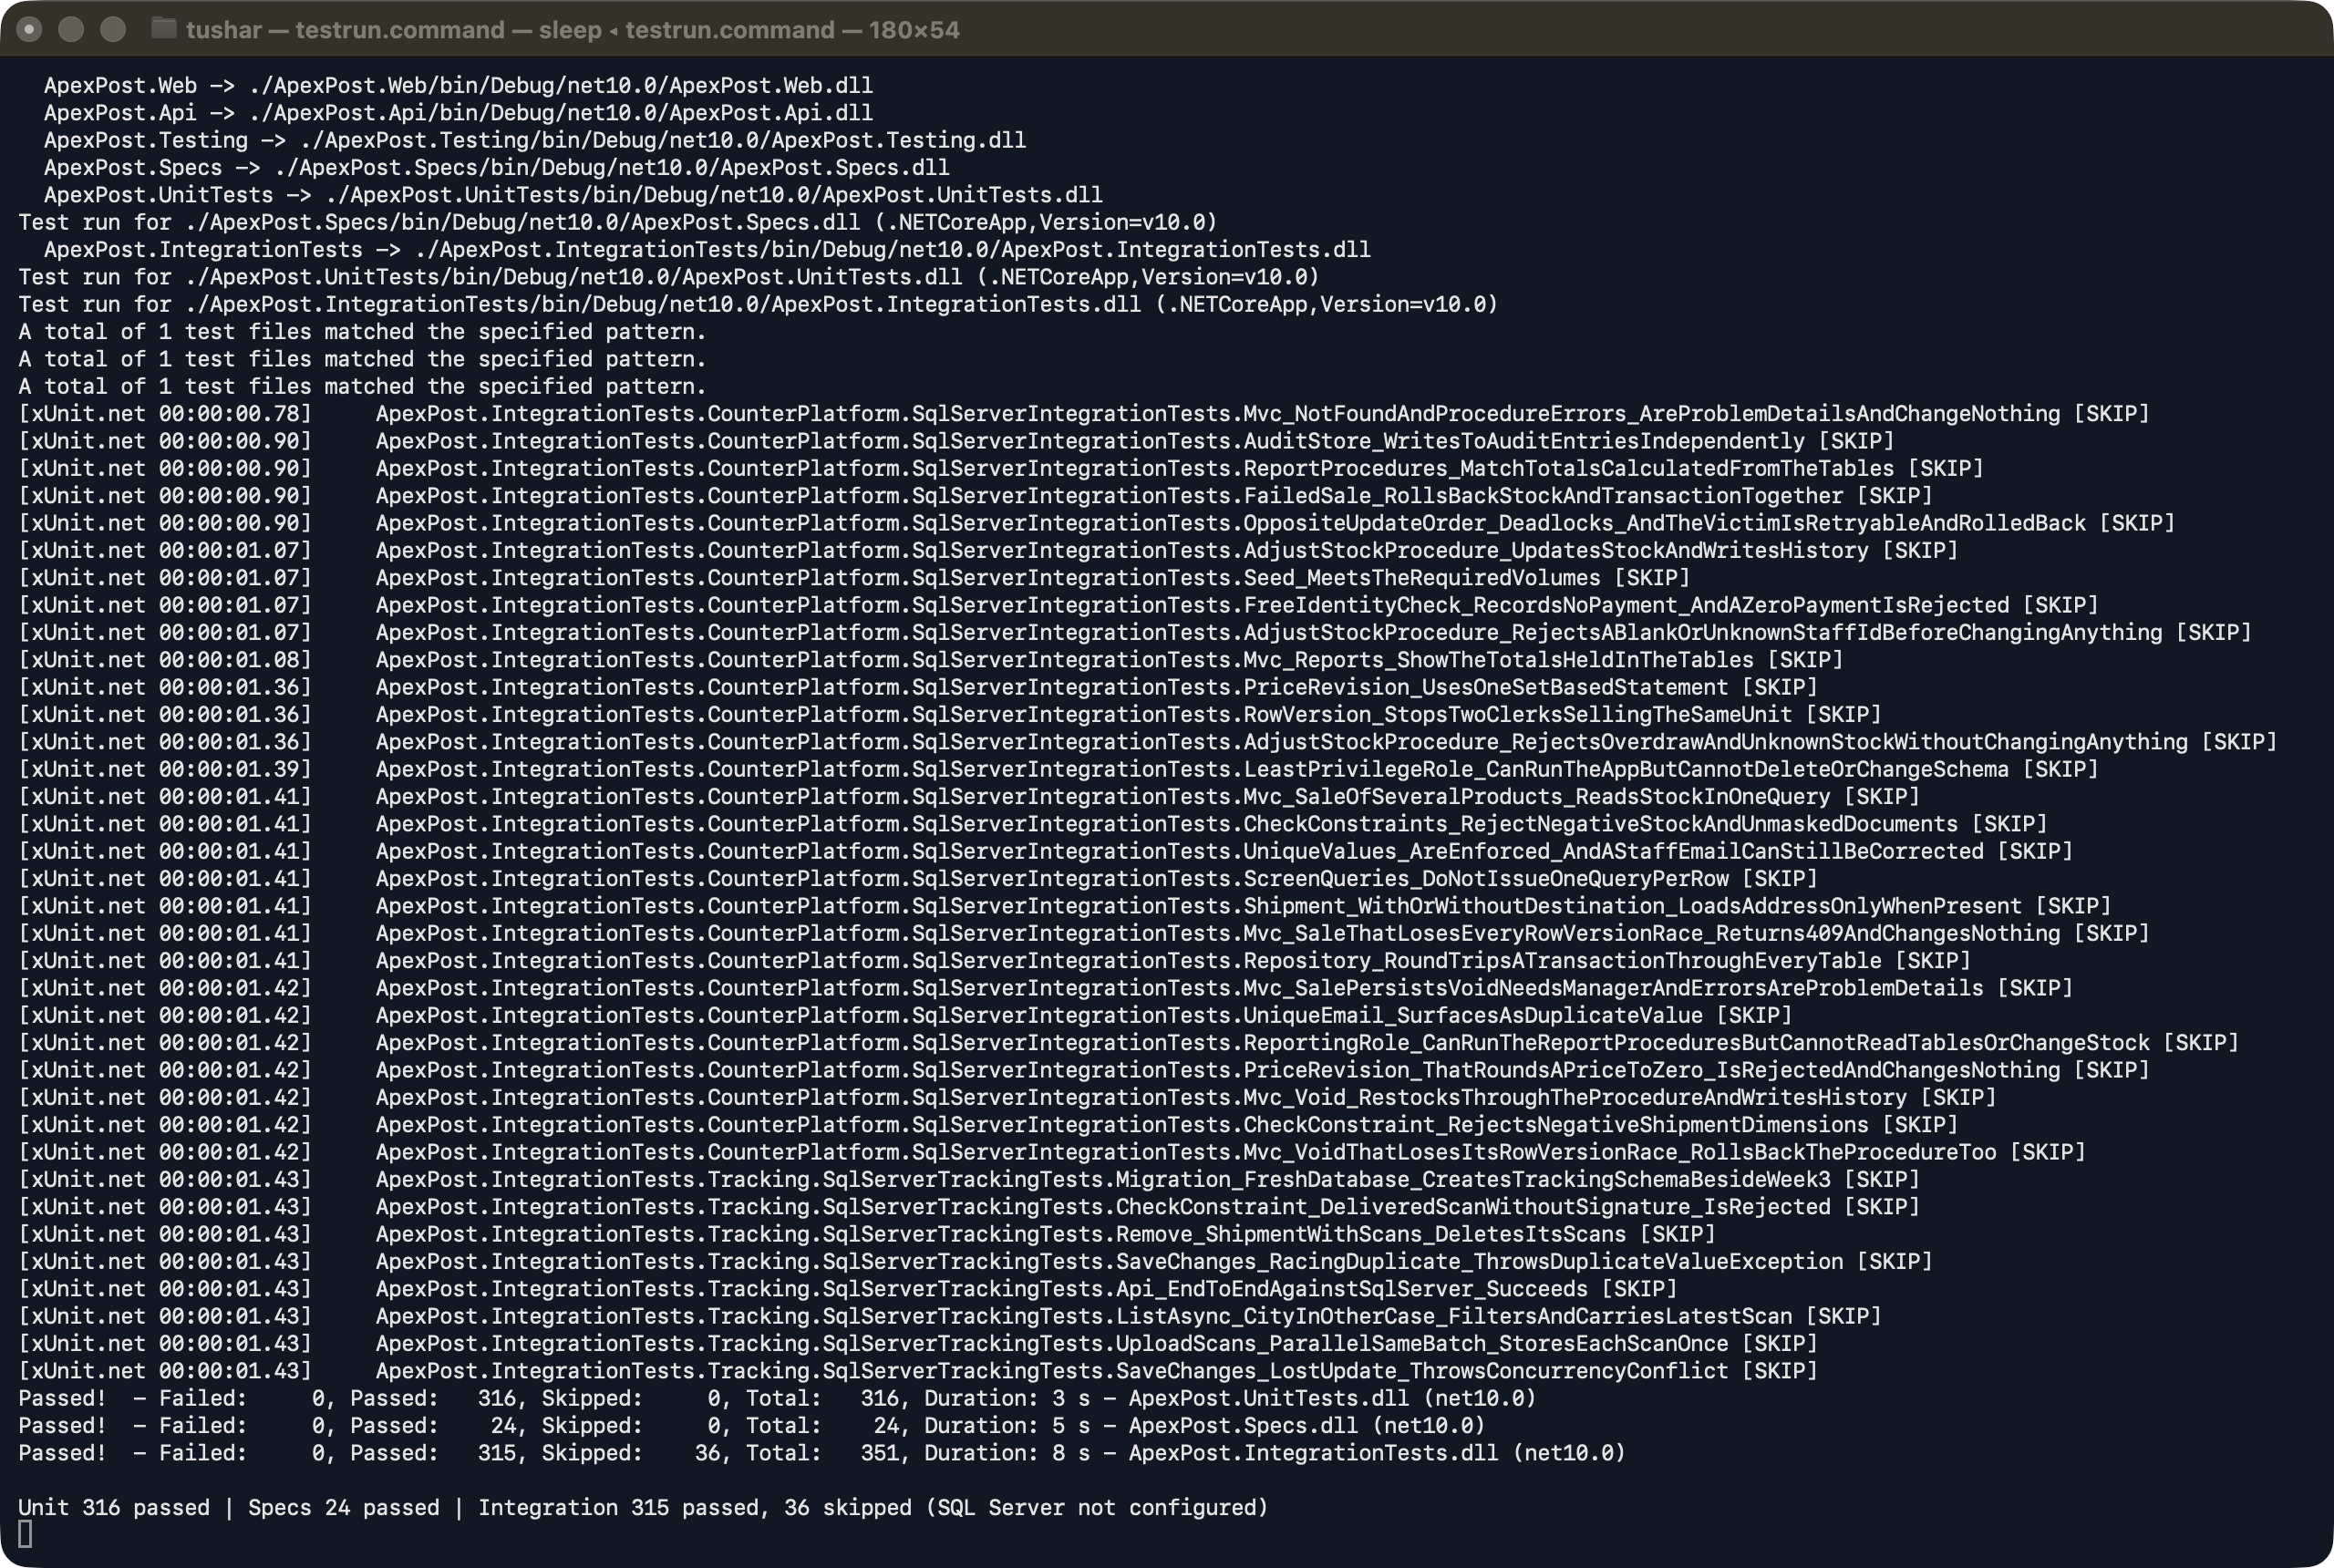 tushar — testrun.command — sleep ◂ testrun.command — 180×54
ApexPost.Web -> ./ApexPost.Web/bin/Debug/net10.0/ApexPost.Web.dll
ApexPost.Api -> ./ApexPost.Api/bin/Debug/net10.0/ApexPost.Api.dll
ApexPost.Testing -> ./ApexPost.Testing/bin/Debug/net10.0/ApexPost.Testing.dll
ApexPost.Specs -> ./ApexPost.Specs/bin/Debug/net10.0/ApexPost.Specs.dll
ApexPost.UnitTests -> ./ApexPost.UnitTests/bin/Debug/net10.0/ApexPost.UnitTests.dll
Test run for ./ApexPost.Specs/bin/Debug/net10.0/ApexPost.Specs.dll (.NETCoreApp,Version=v10.0)
ApexPost.IntegrationTests -> ./ApexPost.IntegrationTests/bin/Debug/net10.0/ApexPost.IntegrationTests.dll
Test run for ./ApexPost.UnitTests/bin/Debug/net10.0/ApexPost.UnitTests.dll (.NETCoreApp,Version=v10.0)
Test run for ./ApexPost.IntegrationTests/bin/Debug/net10.0/ApexPost.IntegrationTests.dll (.NETCoreApp,Version=v10.0)
A total of 1 test files matched the specified pattern.
A total of 1 test files matched the specified pattern.
A total of 1 test files matched the specified pattern.
[xUnit.net 00:00:00.78]     ApexPost.IntegrationTests.CounterPlatform.SqlServerIntegrationTests.Mvc_NotFoundAndProcedureErrors_AreProblemDetailsAndChangeNothing [SKIP]
[xUnit.net 00:00:00.90]     ApexPost.IntegrationTests.CounterPlatform.SqlServerIntegrationTests.AuditStore_WritesToAuditEntriesIndependently [SKIP]
[xUnit.net 00:00:00.90]     ApexPost.IntegrationTests.CounterPlatform.SqlServerIntegrationTests.ReportProcedures_MatchTotalsCalculatedFromTheTables [SKIP]
[xUnit.net 00:00:00.90]     ApexPost.IntegrationTests.CounterPlatform.SqlServerIntegrationTests.FailedSale_RollsBackStockAndTransactionTogether [SKIP]
[xUnit.net 00:00:00.90]     ApexPost.IntegrationTests.CounterPlatform.SqlServerIntegrationTests.OppositeUpdateOrder_Deadlocks_AndTheVictimIsRetryableAndRolledBack [SKIP]
[xUnit.net 00:00:01.07]     ApexPost.IntegrationTests.CounterPlatform.SqlServerIntegrationTests.AdjustStockProcedure_UpdatesStockAndWritesHistory [SKIP]
[xUnit.net 00:00:01.07]     ApexPost.IntegrationTests.CounterPlatform.SqlServerIntegrationTests.Seed_MeetsTheRequiredVolumes [SKIP]
[xUnit.net 00:00:01.07]     ApexPost.IntegrationTests.CounterPlatform.SqlServerIntegrationTests.FreeIdentityCheck_RecordsNoPayment_AndAZeroPaymentIsRejected [SKIP]
[xUnit.net 00:00:01.07]     ApexPost.IntegrationTests.CounterPlatform.SqlServerIntegrationTests.AdjustStockProcedure_RejectsABlankOrUnknownStaffIdBeforeChangingAnything [SKIP]
[xUnit.net 00:00:01.08]     ApexPost.IntegrationTests.CounterPlatform.SqlServerIntegrationTests.Mvc_Reports_ShowTheTotalsHeldInTheTables [SKIP]
[xUnit.net 00:00:01.36]     ApexPost.IntegrationTests.CounterPlatform.SqlServerIntegrationTests.PriceRevision_UsesOneSetBasedStatement [SKIP]
[xUnit.net 00:00:01.36]     ApexPost.IntegrationTests.CounterPlatform.SqlServerIntegrationTests.RowVersion_StopsTwoClerksSellingTheSameUnit [SKIP]
[xUnit.net 00:00:01.36]     ApexPost.IntegrationTests.CounterPlatform.SqlServerIntegrationTests.AdjustStockProcedure_RejectsOverdrawAndUnknownStockWithoutChangingAnything [SKIP]
[xUnit.net 00:00:01.39]     ApexPost.IntegrationTests.CounterPlatform.SqlServerIntegrationTests.LeastPrivilegeRole_CanRunTheAppButCannotDeleteOrChangeSchema [SKIP]
[xUnit.net 00:00:01.41]     ApexPost.IntegrationTests.CounterPlatform.SqlServerIntegrationTests.Mvc_SaleOfSeveralProducts_ReadsStockInOneQuery [SKIP]
[xUnit.net 00:00:01.41]     ApexPost.IntegrationTests.CounterPlatform.SqlServerIntegrationTests.CheckConstraints_RejectNegativeStockAndUnmaskedDocuments [SKIP]
[xUnit.net 00:00:01.41]     ApexPost.IntegrationTests.CounterPlatform.SqlServerIntegrationTests.UniqueValues_AreEnforced_AndAStaffEmailCanStillBeCorrected [SKIP]
[xUnit.net 00:00:01.41]     ApexPost.IntegrationTests.CounterPlatform.SqlServerIntegrationTests.ScreenQueries_DoNotIssueOneQueryPerRow [SKIP]
[xUnit.net 00:00:01.41]     ApexPost.IntegrationTests.CounterPlatform.SqlServerIntegrationTests.Shipment_WithOrWithoutDestination_LoadsAddressOnlyWhenPresent [SKIP]
[xUnit.net 00:00:01.41]     ApexPost.IntegrationTests.CounterPlatform.SqlServerIntegrationTests.Mvc_SaleThatLosesEveryRowVersionRace_Returns409AndChangesNothing [SKIP]
[xUnit.net 00:00:01.41]     ApexPost.IntegrationTests.CounterPlatform.SqlServerIntegrationTests.Repository_RoundTripsATransactionThroughEveryTable [SKIP]
[xUnit.net 00:00:01.42]     ApexPost.IntegrationTests.CounterPlatform.SqlServerIntegrationTests.Mvc_SalePersistsVoidNeedsManagerAndErrorsAreProblemDetails [SKIP]
[xUnit.net 00:00:01.42]     ApexPost.IntegrationTests.CounterPlatform.SqlServerIntegrationTests.UniqueEmail_SurfacesAsDuplicateValue [SKIP]
[xUnit.net 00:00:01.42]     ApexPost.IntegrationTests.CounterPlatform.SqlServerIntegrationTests.ReportingRole_CanRunTheReportProceduresButCannotReadTablesOrChangeStock [SKIP]
[xUnit.net 00:00:01.42]     ApexPost.IntegrationTests.CounterPlatform.SqlServerIntegrationTests.PriceRevision_ThatRoundsAPriceToZero_IsRejectedAndChangesNothing [SKIP]
[xUnit.net 00:00:01.42]     ApexPost.IntegrationTests.CounterPlatform.SqlServerIntegrationTests.Mvc_Void_RestocksThroughTheProcedureAndWritesHistory [SKIP]
[xUnit.net 00:00:01.42]     ApexPost.IntegrationTests.CounterPlatform.SqlServerIntegrationTests.CheckConstraint_RejectsNegativeShipmentDimensions [SKIP]
[xUnit.net 00:00:01.42]     ApexPost.IntegrationTests.CounterPlatform.SqlServerIntegrationTests.Mvc_VoidThatLosesItsRowVersionRace_RollsBackTheProcedureToo [SKIP]
[xUnit.net 00:00:01.43]     ApexPost.IntegrationTests.Tracking.SqlServerTrackingTests.Migration_FreshDatabase_CreatesTrackingSchemaBesideWeek3 [SKIP]
[xUnit.net 00:00:01.43]     ApexPost.IntegrationTests.Tracking.SqlServerTrackingTests.CheckConstraint_DeliveredScanWithoutSignature_IsRejected [SKIP]
[xUnit.net 00:00:01.43]     ApexPost.IntegrationTests.Tracking.SqlServerTrackingTests.Remove_ShipmentWithScans_DeletesItsScans [SKIP]
[xUnit.net 00:00:01.43]     ApexPost.IntegrationTests.Tracking.SqlServerTrackingTests.SaveChanges_RacingDuplicate_ThrowsDuplicateValueException [SKIP]
[xUnit.net 00:00:01.43]     ApexPost.IntegrationTests.Tracking.SqlServerTrackingTests.Api_EndToEndAgainstSqlServer_Succeeds [SKIP]
[xUnit.net 00:00:01.43]     ApexPost.IntegrationTests.Tracking.SqlServerTrackingTests.ListAsync_CityInOtherCase_FiltersAndCarriesLatestScan [SKIP]
[xUnit.net 00:00:01.43]     ApexPost.IntegrationTests.Tracking.SqlServerTrackingTests.UploadScans_ParallelSameBatch_StoresEachScanOnce [SKIP]
[xUnit.net 00:00:01.43]     ApexPost.IntegrationTests.Tracking.SqlServerTrackingTests.SaveChanges_LostUpdate_ThrowsConcurrencyConflict [SKIP]
Passed!  - Failed:     0, Passed:   316, Skipped:     0, Total:   316, Duration: 3 s - ApexPost.UnitTests.dll (net10.0)
Passed!  - Failed:     0, Passed:    24, Skipped:     0, Total:    24, Duration: 5 s - ApexPost.Specs.dll (net10.0)
Passed!  - Failed:     0, Passed:   315, Skipped:    36, Total:   351, Duration: 8 s - ApexPost.IntegrationTests.dll (net10.0)
Unit 316 passed | Specs 24 passed | Integration 315 passed, 36 skipped (SQL Server not configured)